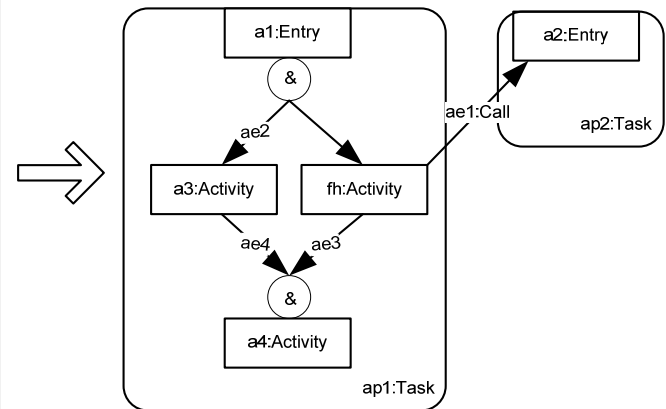 a1:Entry
a2:Entry
&
ae1:Call
ae2
ap2:Task
a3:Activity
fh:Activity
ae4
ae3
&
a4:Activity
ap1:Task